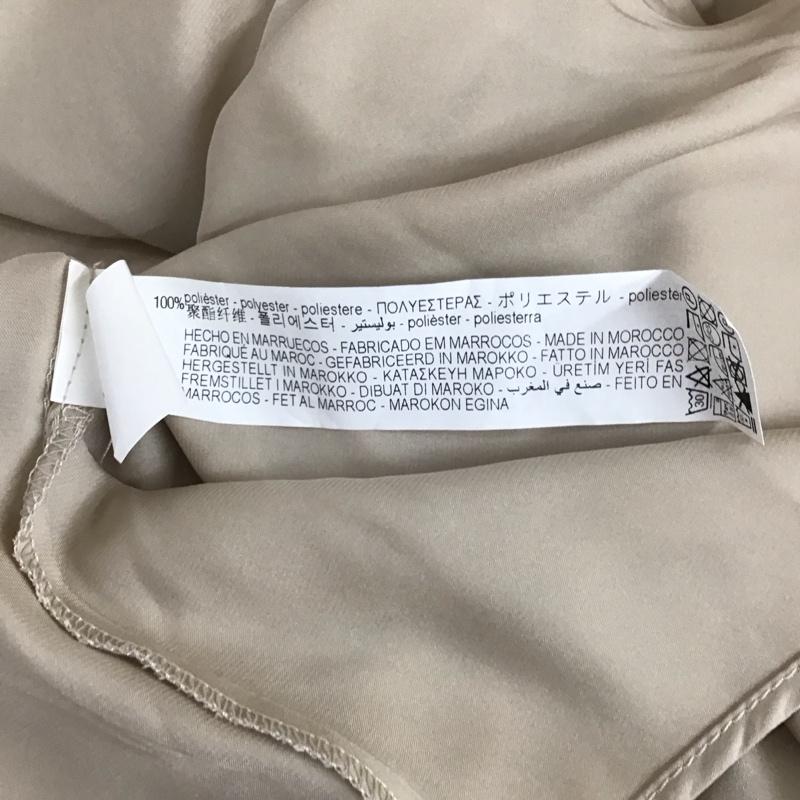 100% poliéster - polyester - poliestere - ΠΟΛΥΕΣΤΕΡΑΣ - ポリエステル - poliester
聚酯纤维 - 폴리에스터 - بوليستير - polièster - poliesterra
HECHO EN MARRUECOS - FABRICADO EM MARROCOS - MADE IN MOROCCO
FABRIQUÉ AU MAROC - GEFABRICEERD IN MAROKKO - FATTO IN MAROCCO
HERGESTELLT IN MAROKKO - ΚΑΤΑΣΚΕΥΗ ΜΑΡΟΚΟ - ÜRETİM YERİ FAS
FREMSTILLET I MAROKKO - DIBUAT DI MAROKO - صنع في المغرب - FEITO EN
MARROCOS - FET AL MARROC - MAROKON EGINA
30